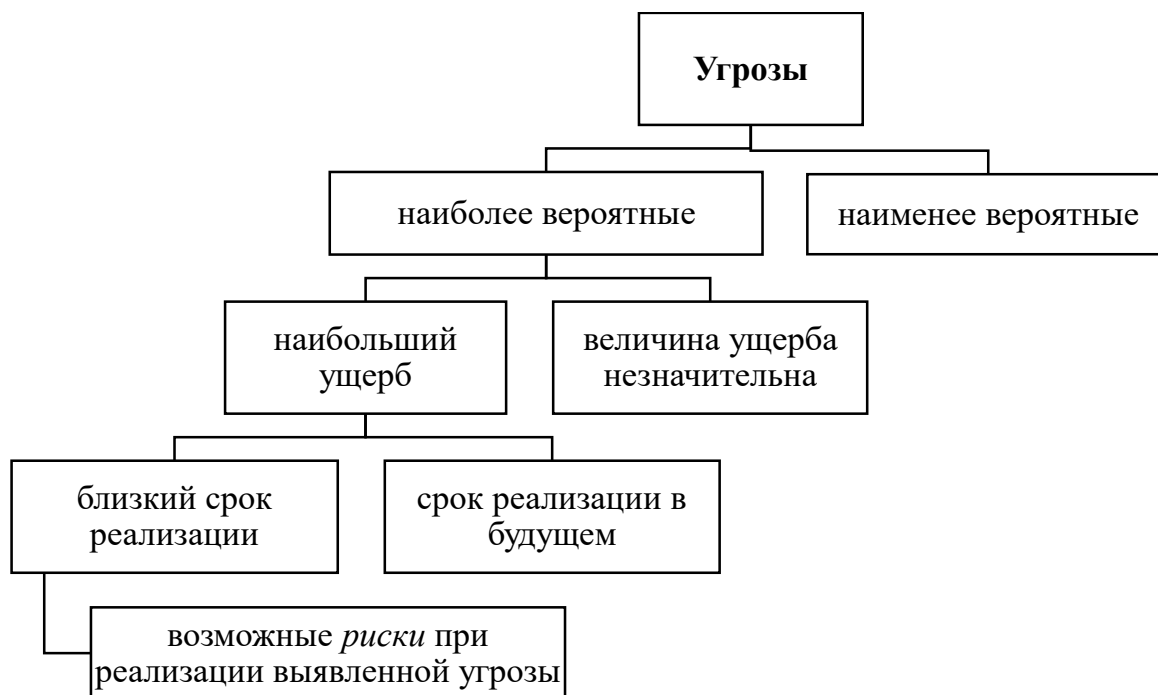 Угрозы
наиболее вероятные
наименее вероятные
наибольший
ущерб
величина ущерба
незначительна
близкий срок
реализации
срок реализации в
будущем
возможные риски при
реализации выявленной угрозы